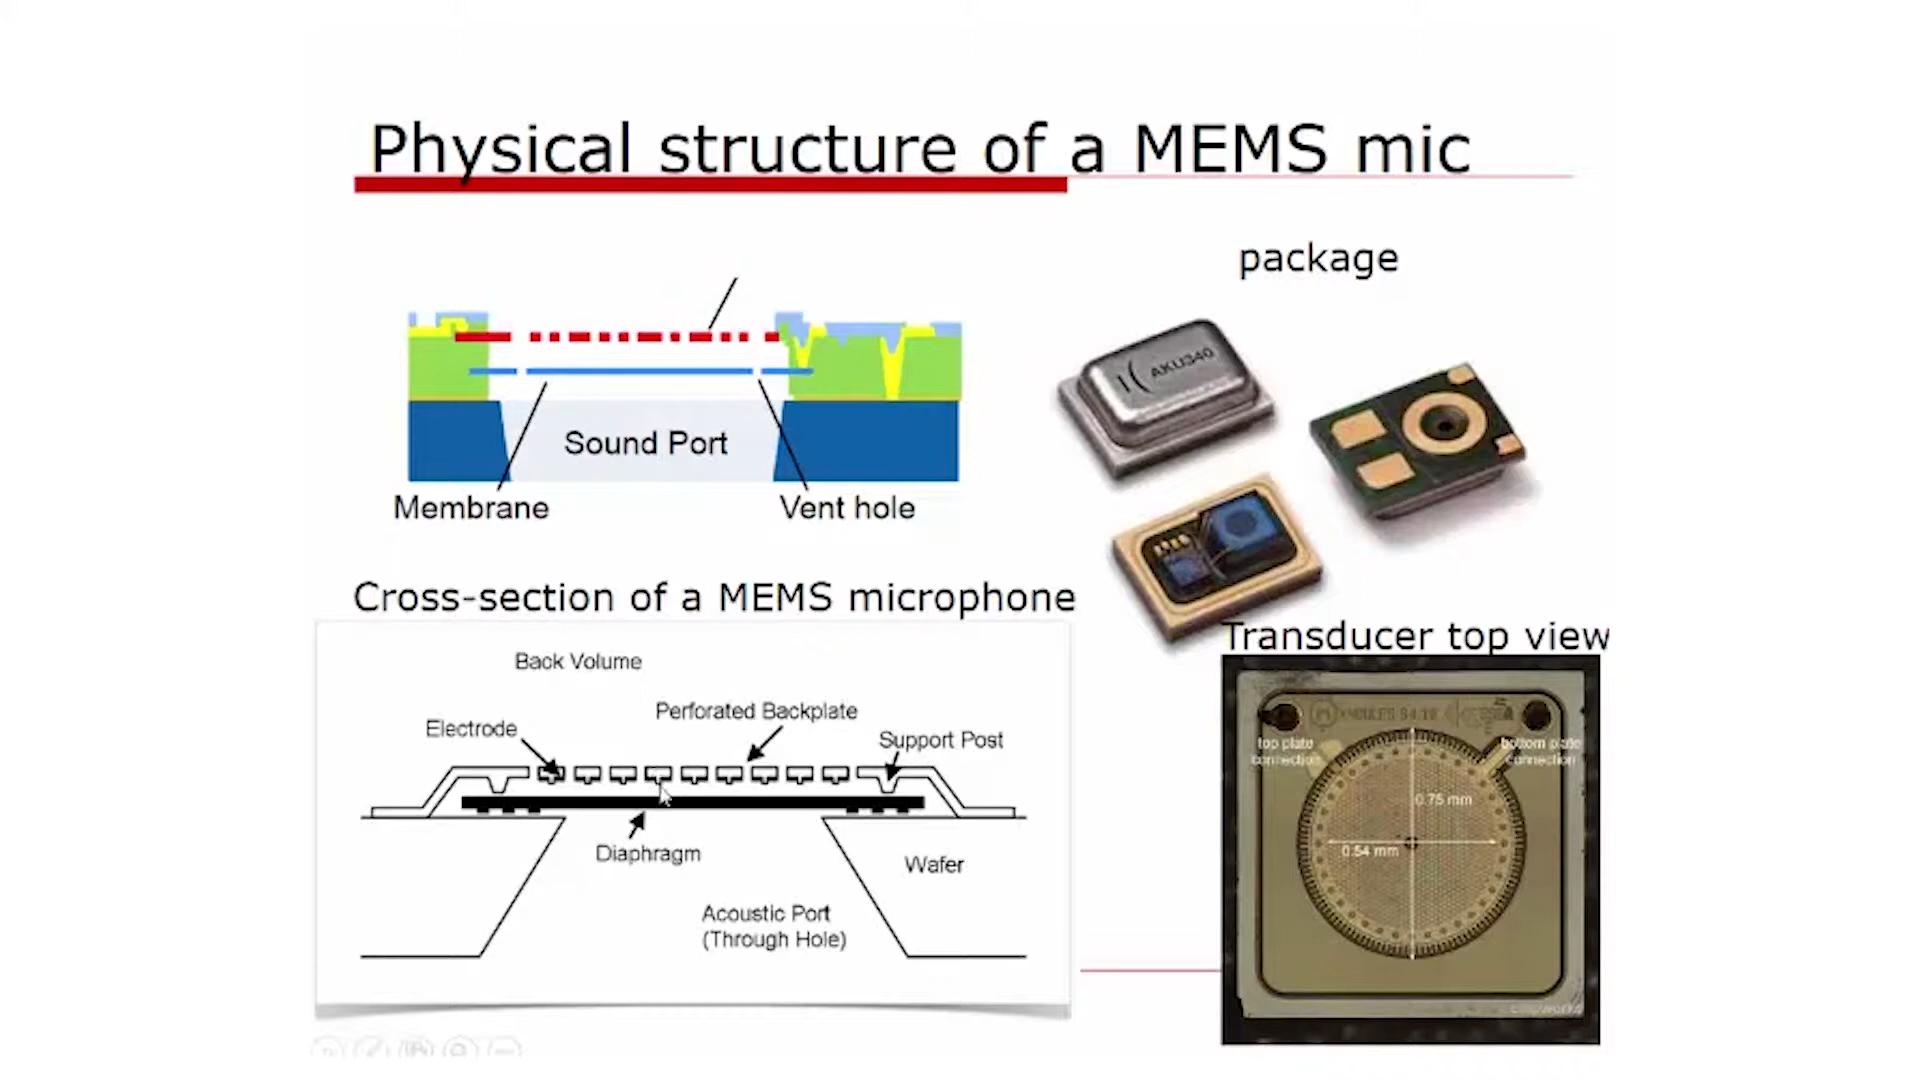 Physical structure of a MEMS mic
package
AKU340
Sound Port
Membrane
Vent hole
Cross-section of a MEMS microphone
Transducer top view
Back Volume
Perforated Backplate
Electrode
Support Post
Diaphragm
Wafer
Acoustic Port
(Through Hole)
top plate
connection
bottom plate
connection
0.75 mm
0.54 mm